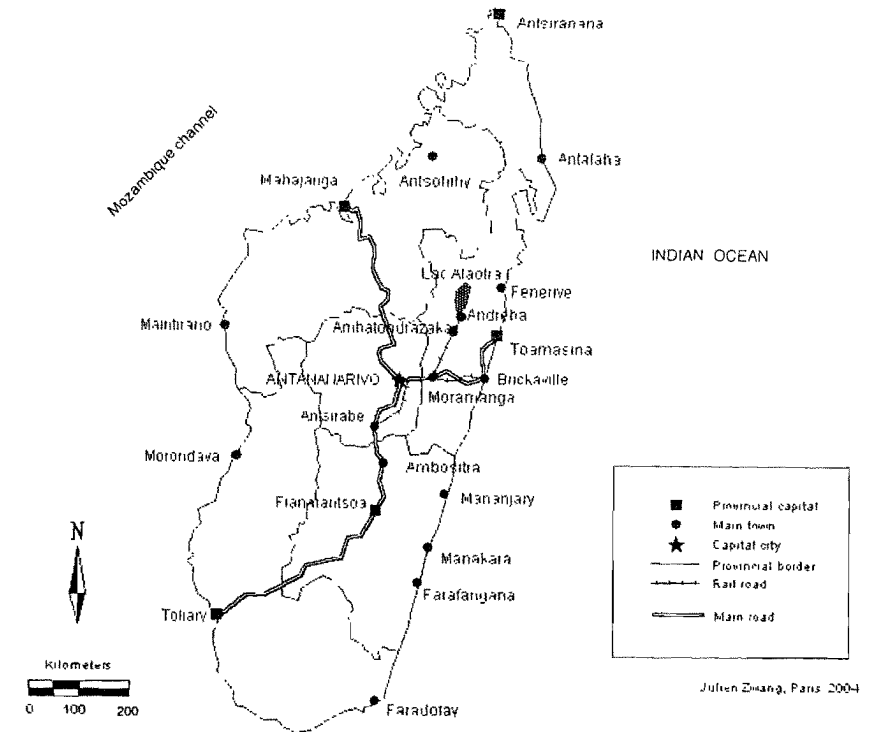 Antsiranana
Mozambique channel
Antalaha
Antsohihy
Mahajanga
INDIAN OCEAN
Lac Alaotra
Fenerive
Andreba
Maintirano
Ambatondrazaka
Toamasina
ANTANANARIVO
Brickaville
Moramanga
Antsirabe
Morondava
Ambositra
Mananjary
Fianarantsoa
Manakara
Farafangana
Toliary
Faradofay
N
Kilometers
0 100 200
Provincial capital
Main town
Capital city
Provincial border
Rail road
Main road
Julien Zwang, Paris 2004